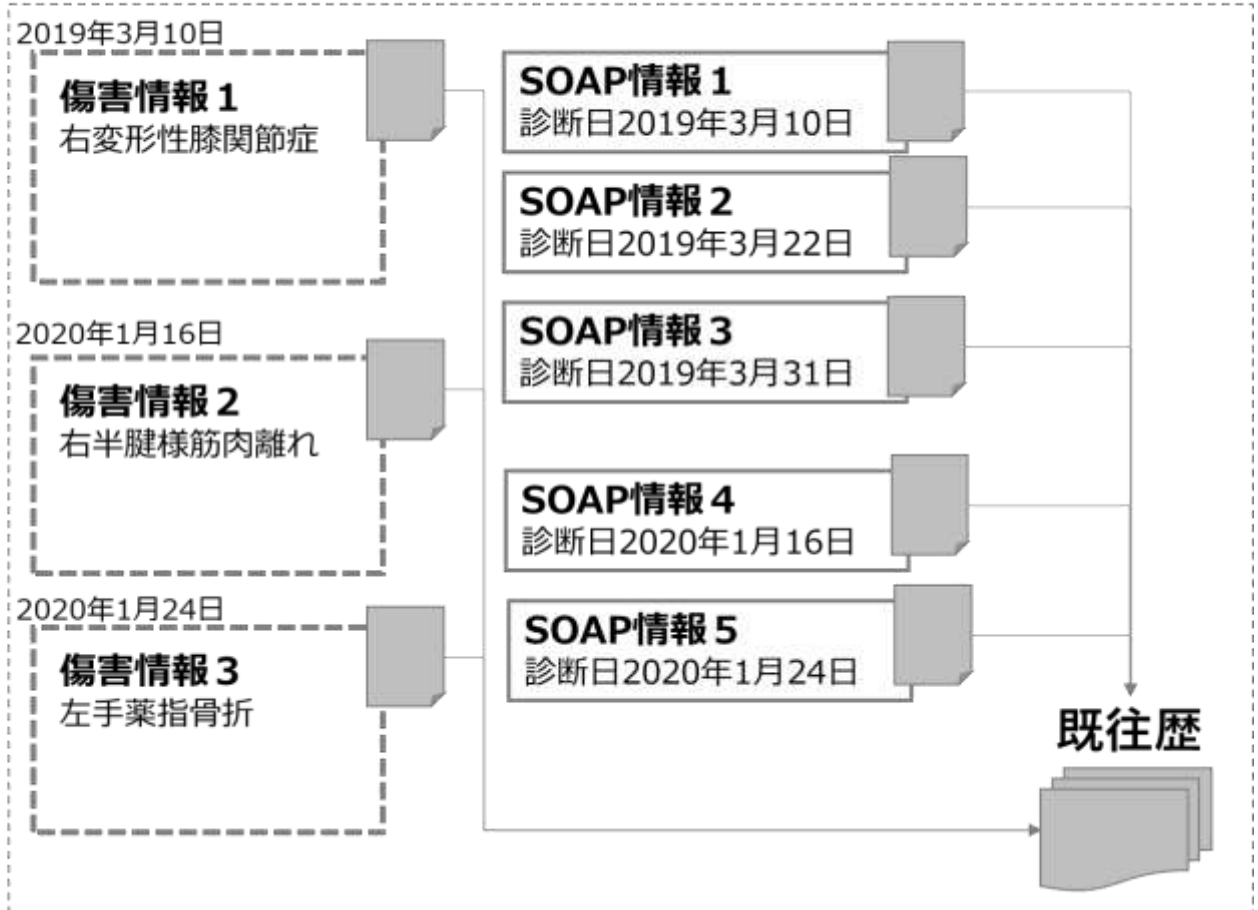 2019年3月10日
傷害情報１
右変形性膝関節症
2020年1月16日
傷害情報２
右半腱様筋肉離れ
2020年1月24日
傷害情報３
左手薬指骨折
SOAP情報１
診断日2019年3月10日
SOAP情報２
診断日2019年3月22日
SOAP情報３
診断日2019年3月31日
SOAP情報４
診断日2020年1月16日
SOAP情報５
診断日2020年1月24日
既往歴